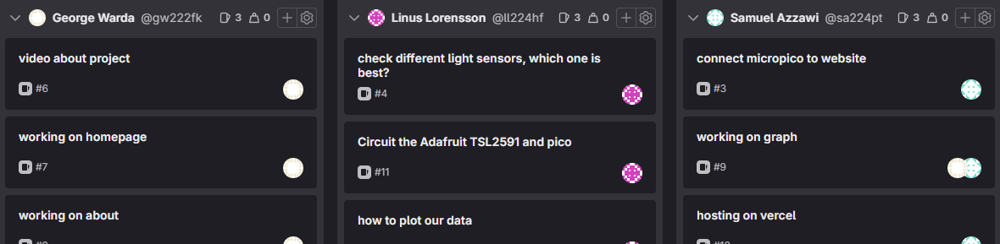 George Warda @gw222fk 3 0
video about project
#6
working on homepage
#7
working on about
Linus Lorensson @ll224hf 3 0
check different light sensors, which one is
best?
#4
Circuit the Adafruit TSL2591 and pico
#11
how to plot our data
Samuel Azzawi @sa224pt 3 0
connect micropico to website
#3
working on graph
#9
hosting on vercel